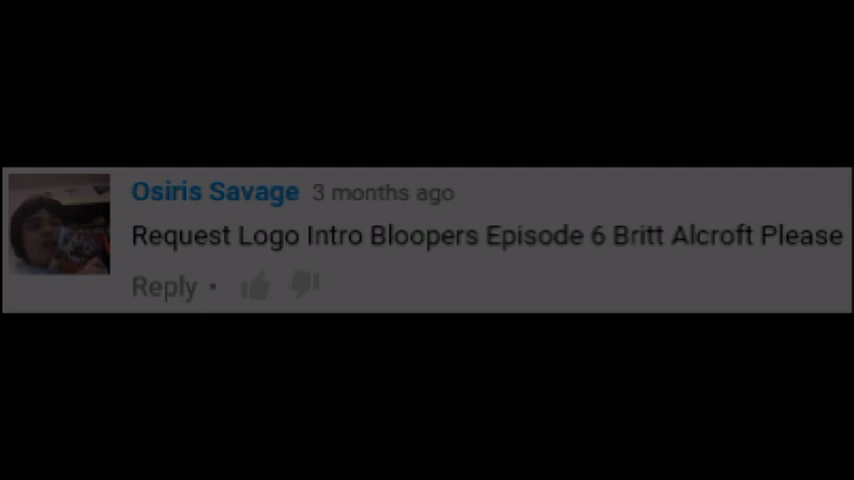 Osiris Savage 3 months ago
Request Logo Intro Bloopers Episode 6 Britt Alcroft Please
Reply •